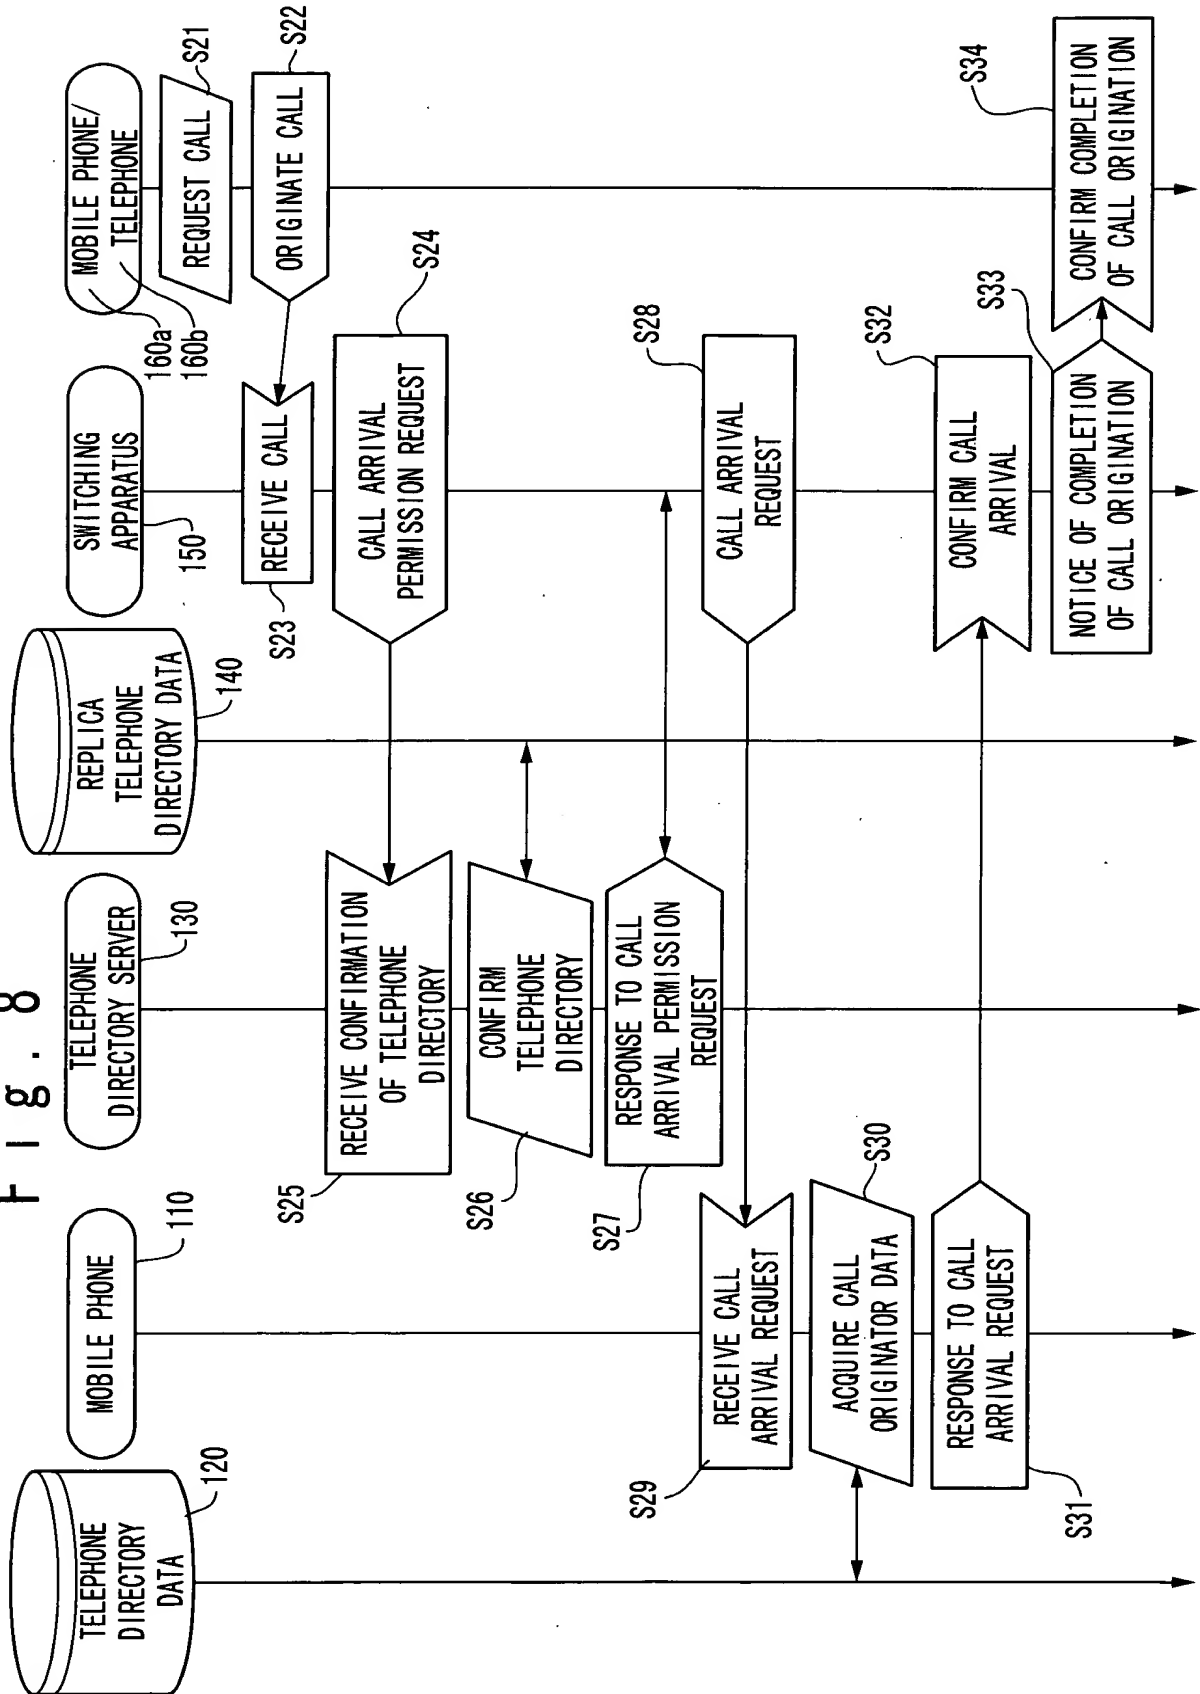 Fig. 8
TELEPHONE
DIRECTORY
DATA
120
MOBILE PHONE
110
TELEPHONE
DIRECTORY SERVER
130
REPLICA
TELEPHONE
DIRECTORY DATA
140
SWITCHING
APPARATUS
150
MOBILE PHONE/
TELEPHONE
160a
160b
REQUEST CALL
S21
ORIGINATE CALL
S22
RECEIVE CALL
S23
CALL ARRIVAL
PERMISSION REQUEST
S24
RECEIVE CONFIRMATION
OF TELEPHONE
DIRECTORY
S25
CONFIRM
TELEPHONE
DIRECTORY
S26
RESPONSE TO CALL
ARRIVAL PERMISSION
REQUEST
S27
CALL ARRIVAL
REQUEST
S28
RECEIVE CALL
ARRIVAL REQUEST
S29
ACQUIRE CALL
ORIGINATOR DATA
S30
RESPONSE TO CALL
ARRIVAL REQUEST
S31
CONFIRM CALL
ARRIVAL
S32
NOTICE OF COMPLETION
OF CALL ORIGINATION
S33
CONFIRM COMPLETION
OF CALL ORIGINATION
S34